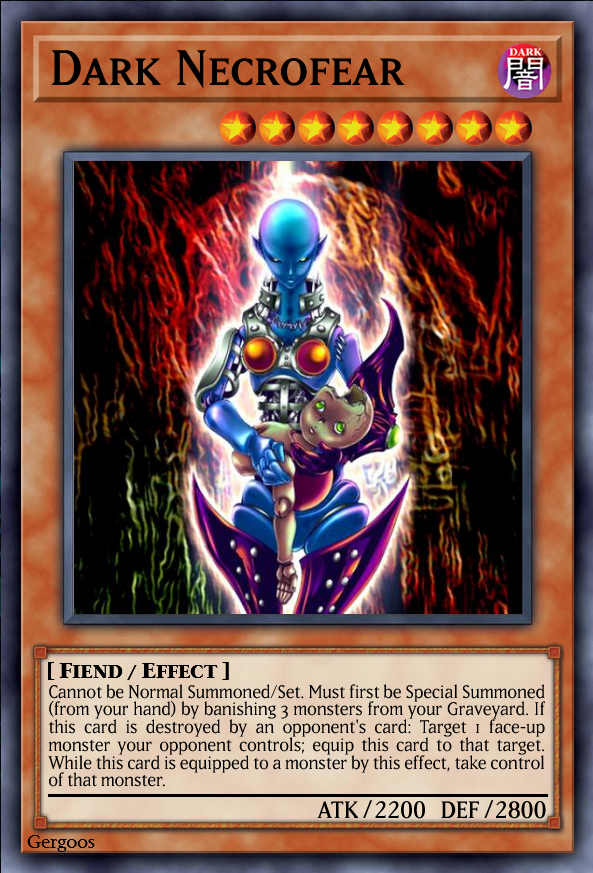 Dark Necrofear
DARK
闇
[ Fiend / Effect ]
Cannot be Normal Summoned/Set. Must first be Special Summoned
(from your hand) by banishing 3 monsters from your Graveyard. If
this card is destroyed by an opponent's card: Target 1 face-up
monster your opponent controls; equip this card to that target.
While this card is equipped to a monster by this effect, take control
of that monster.
ATK/2200 DEF/2800
Gergoos